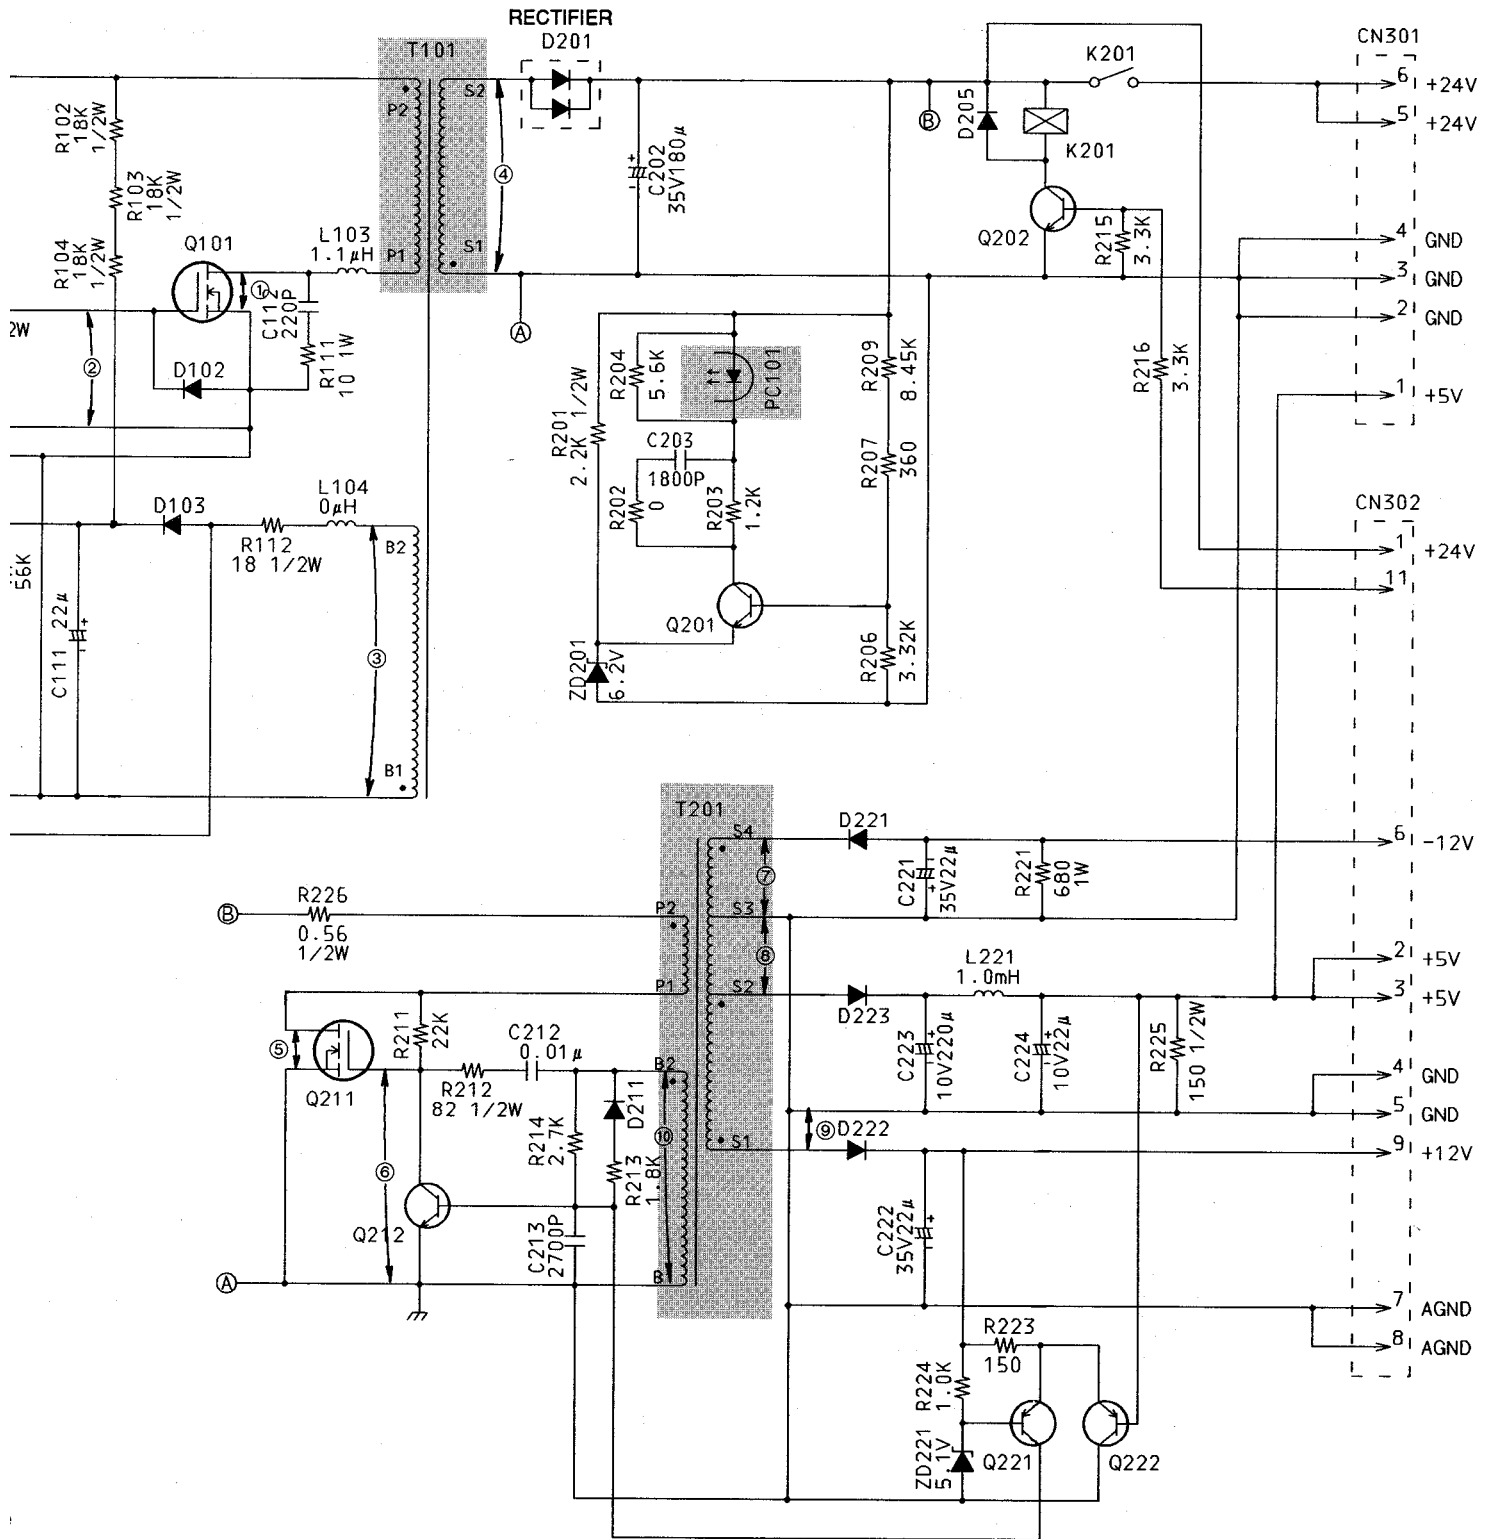 RECTIFIER
D201
T101
K201
CN301
6 +24V
5 +24V
S2
P2
R102
18K
1/2W
R103
18K
1/2W
R104
18K
1/2W
④
C202
35V180µ
Ⓑ
D205
K201
Q101
L103
1.1µH
P1
S1
Q202
R215
3.3K
4 GND
3 GND
2 GND
①
C112
220P
Ⓐ
2W
②
D102
R111
10 1W
R204
5.6K
PC101
R209
8.45K
R216
3.3K
1 +5V
R201
2.2K 1/2W
C203
1800P
R202
0
R203
1.2K
R207
360
D103
L104
0µH
R112
18 1/2W
B2
CN302
1 +24V
11
56K
C111 22µ
③
Q201
ZD201
6.2V
R206
3.32K
B1
T201
S4
D221
6 -12V
⑦
C221
35V22µ
R221
680
1W
Ⓑ
R226
0.56
1/2W
P2
S3
⑧
L221
1.0mH
2 +5V
P1
S2
D223
3 +5V
⑤
Q211
R211
22K
C212
0.01µ
R212
82 1/2W
B2
C223
10V220µ
C224
10V22µ
R225
150 1/2W
4 GND
5 GND
D211
R214
2.7K
R213
1.8K
⑩
S1
⑨
D222
9 +12V
⑥
Q212
C213
2700P
C222
35V22µ
Ⓐ
B
7 AGND
8 AGND
R223
150
R224
1.0K
ZD221
5.1V
Q221
Q222